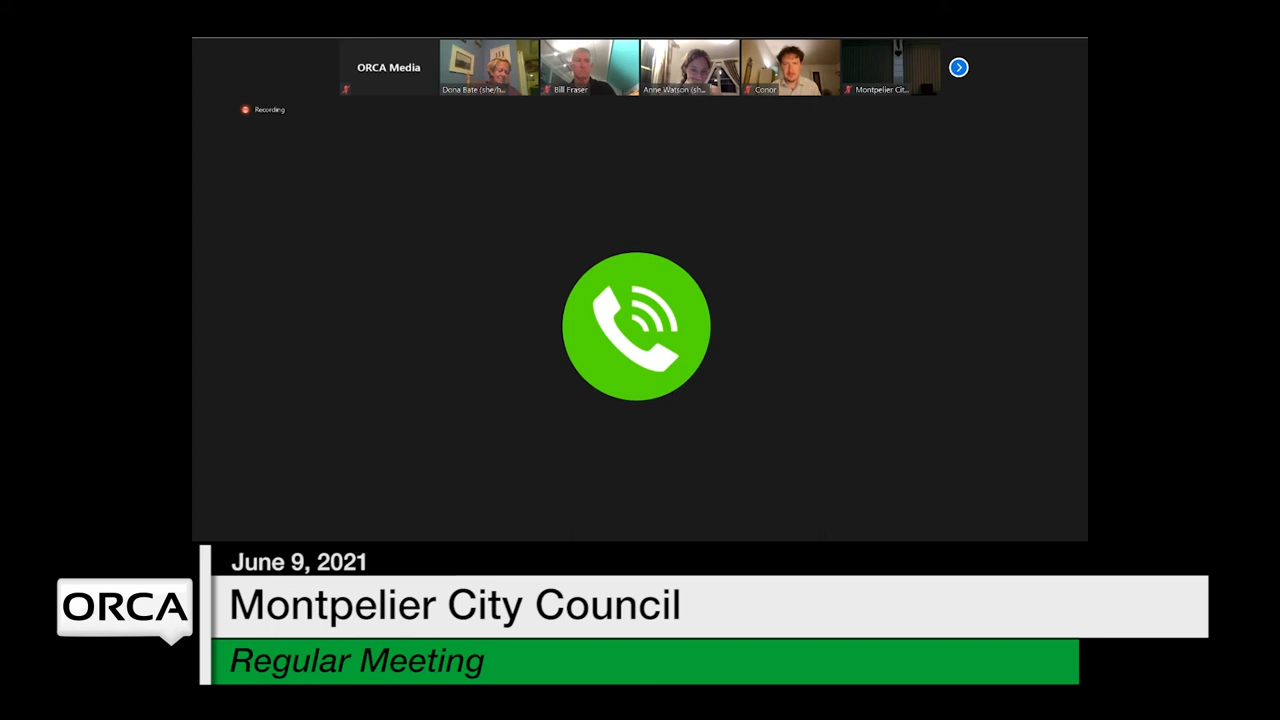 ORCA Media
Dona Bate (she/h...
Bill Fraser
Anne Watson (sh...
Conor
Montpelier Cit...
Recording
June 9, 2021
ORCA
Montpelier City Council
Regular Meeting